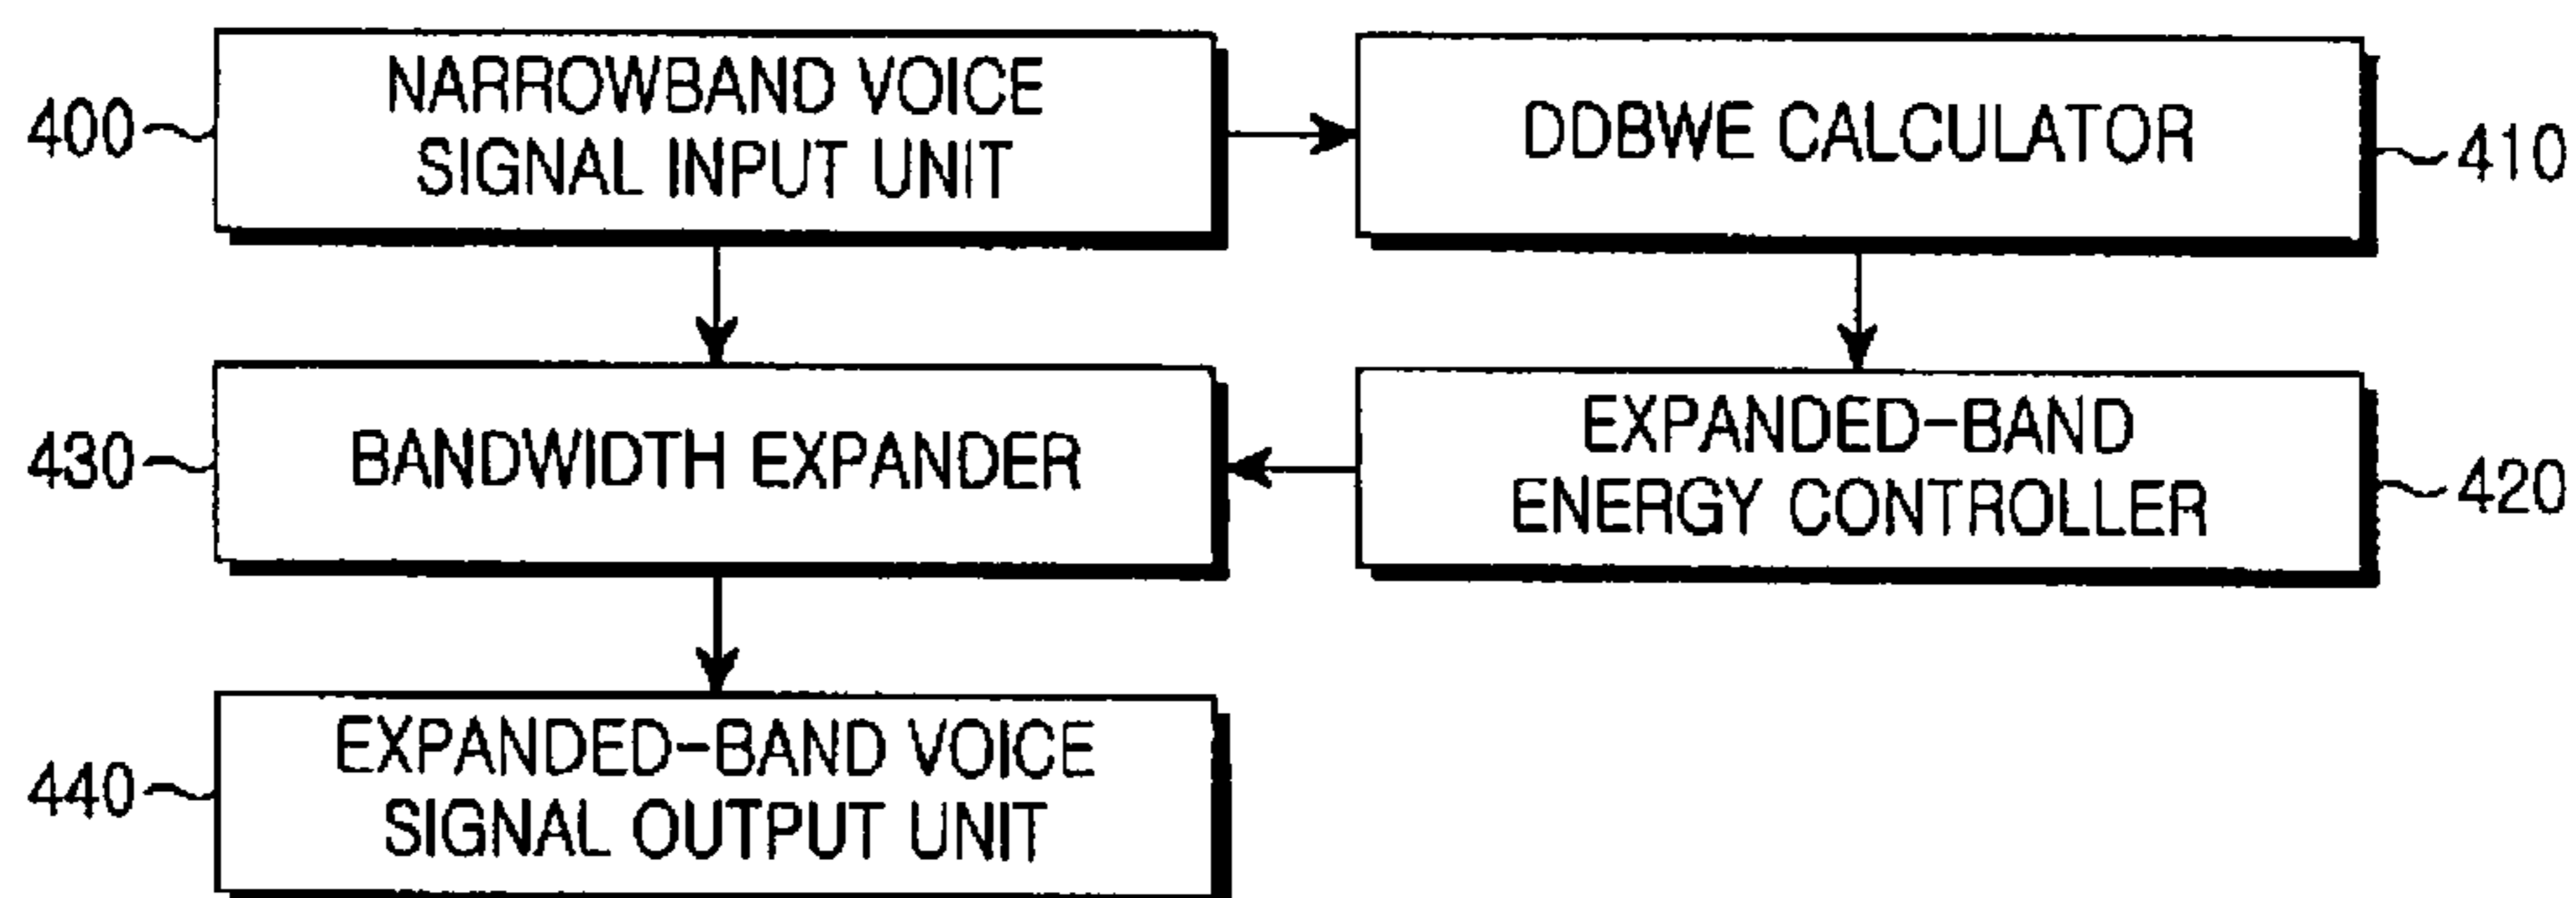 400
NARROWBAND VOICE
SIGNAL INPUT UNIT
DDBWE CALCULATOR
410
430
BANDWIDTH EXPANDER
EXPANDED-BAND
ENERGY CONTROLLER
420
440
EXPANDED-BAND VOICE
SIGNAL OUTPUT UNIT